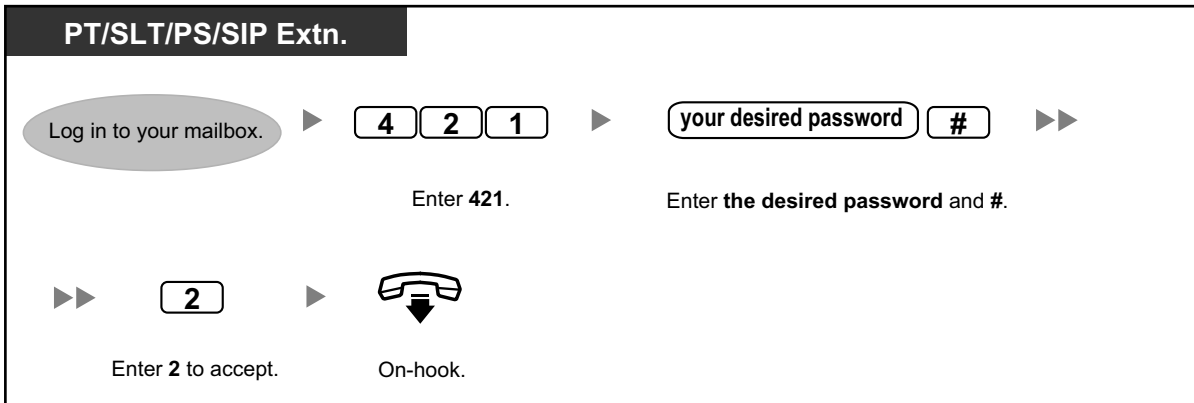 PT/SLT/PS/SIP Extn.
Log in to your mailbox.
4 2 1
your desired password #
Enter 421.
Enter the desired password and #.
2
Enter 2 to accept.
On-hook.